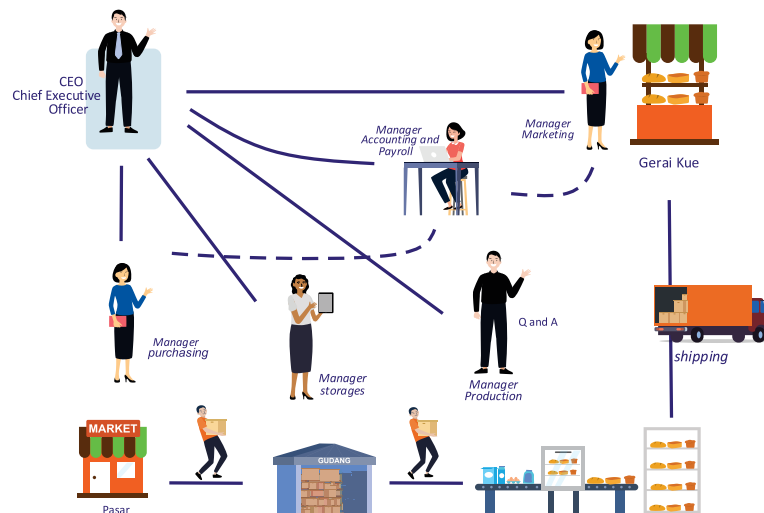 CEO
Chief Executive
Officer
Manager
Accounting and
Payroll
Manager
Marketing
Gerai Kue
Manager
purchasing
Manager
storages
Q and A
Manager
Production
shipping
MARKET
GUDANG
Pasar